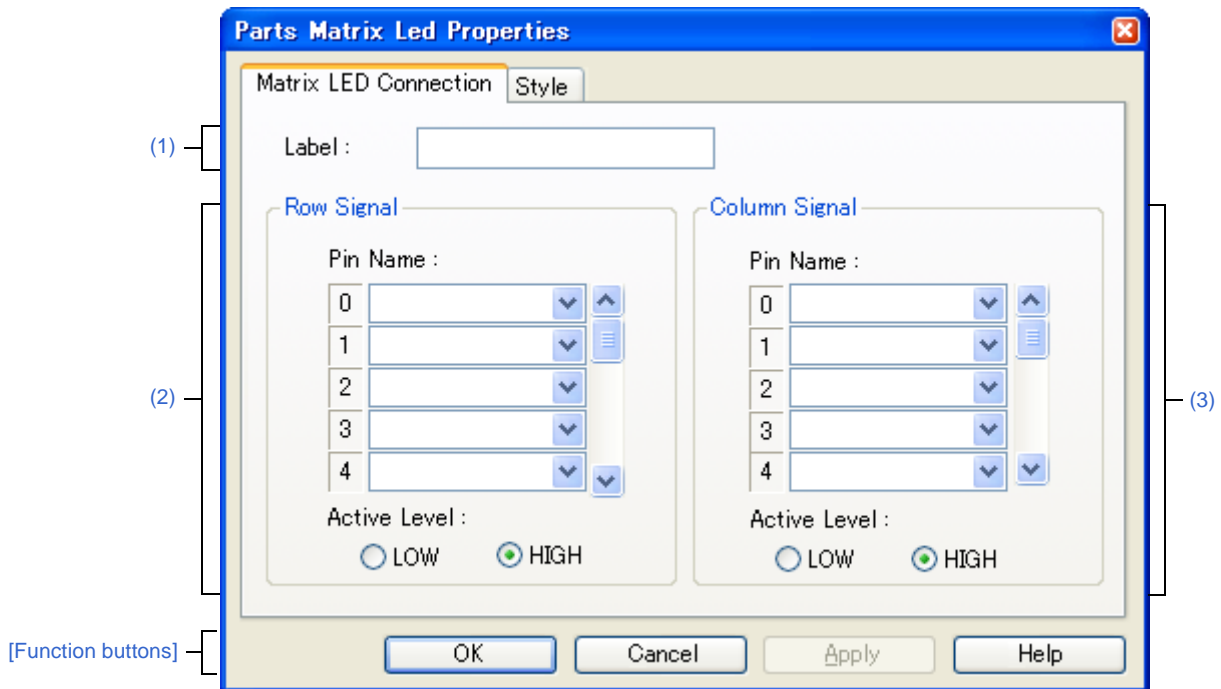 Parts Matrix Led Properties
Matrix LED Connection
Style
(1)
Label :
(2)
Row Signal
Pin Name :
0
1
2
3
4
Active Level :
LOW
HIGH
Column Signal
Pin Name :
0
1
2
3
4
Active Level :
LOW
HIGH
(3)
[Function buttons]
OK
Cancel
Apply
Help